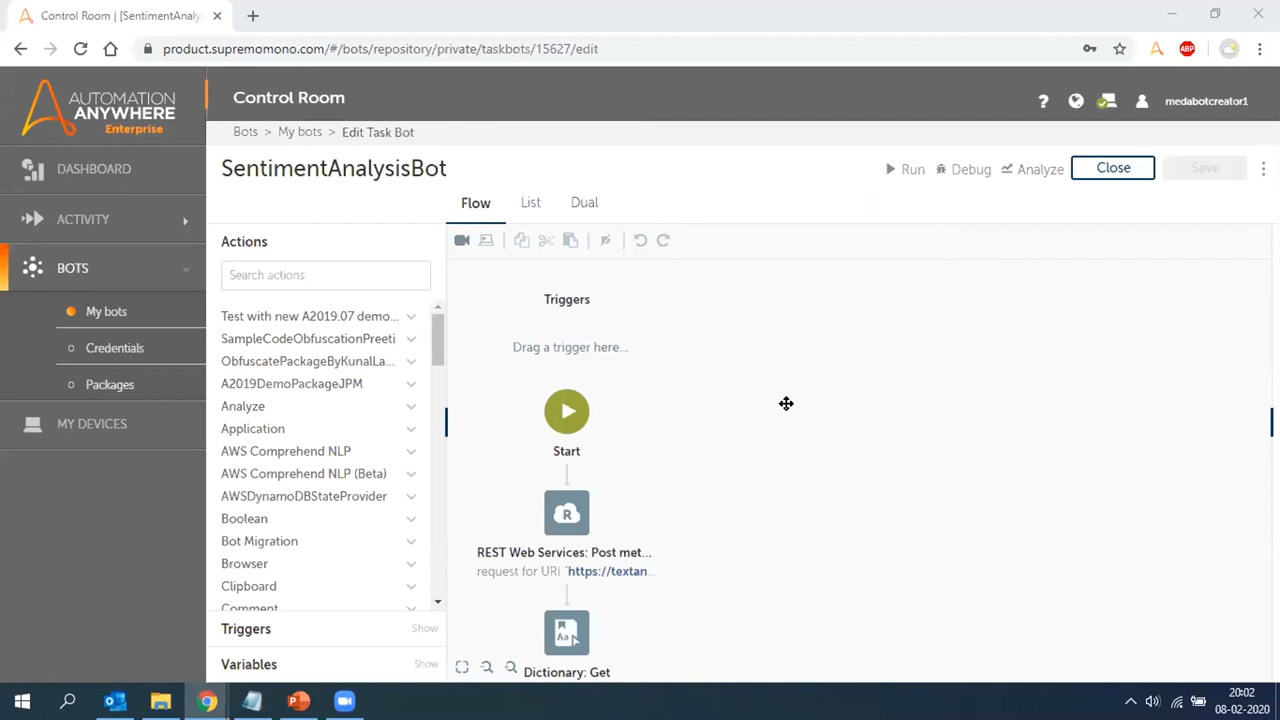 Control Room | [SentimentAnaly
product.supremomono.com/#/bots/repository/private/taskbots/15627/edit
ABP
AUTOMATION
ANYWHERE
Enterprise
Control Room
?
medabotcreator1
Bots > My bots > Edit Task Bot
DASHBOARD
ACTIVITY
BOTS
My bots
Credentials
Packages
MY DEVICES
SentimentAnalysisBot
Run
Debug
Analyze
Close
Save
Flow
List
Dual
Actions
Search actions
Test with new A2019.07 demo...
SampleCodeObfuscationPreeti
ObfuscatePackageByKunalLa...
A2019DemoPackageJPM
Analyze
Application
AWS Comprehend NLP
AWS Comprehend NLP (Beta)
AWSDynamoDBStateProvider
Boolean
Bot Migration
Browser
Clipboard
Comment
Triggers
Show
Variables
Show
Triggers
Drag a trigger here...
Start
R
REST Web Services: Post met...
request for URI "https://textan...
Aa
Dictionary: Get
20:02
08-02-2020